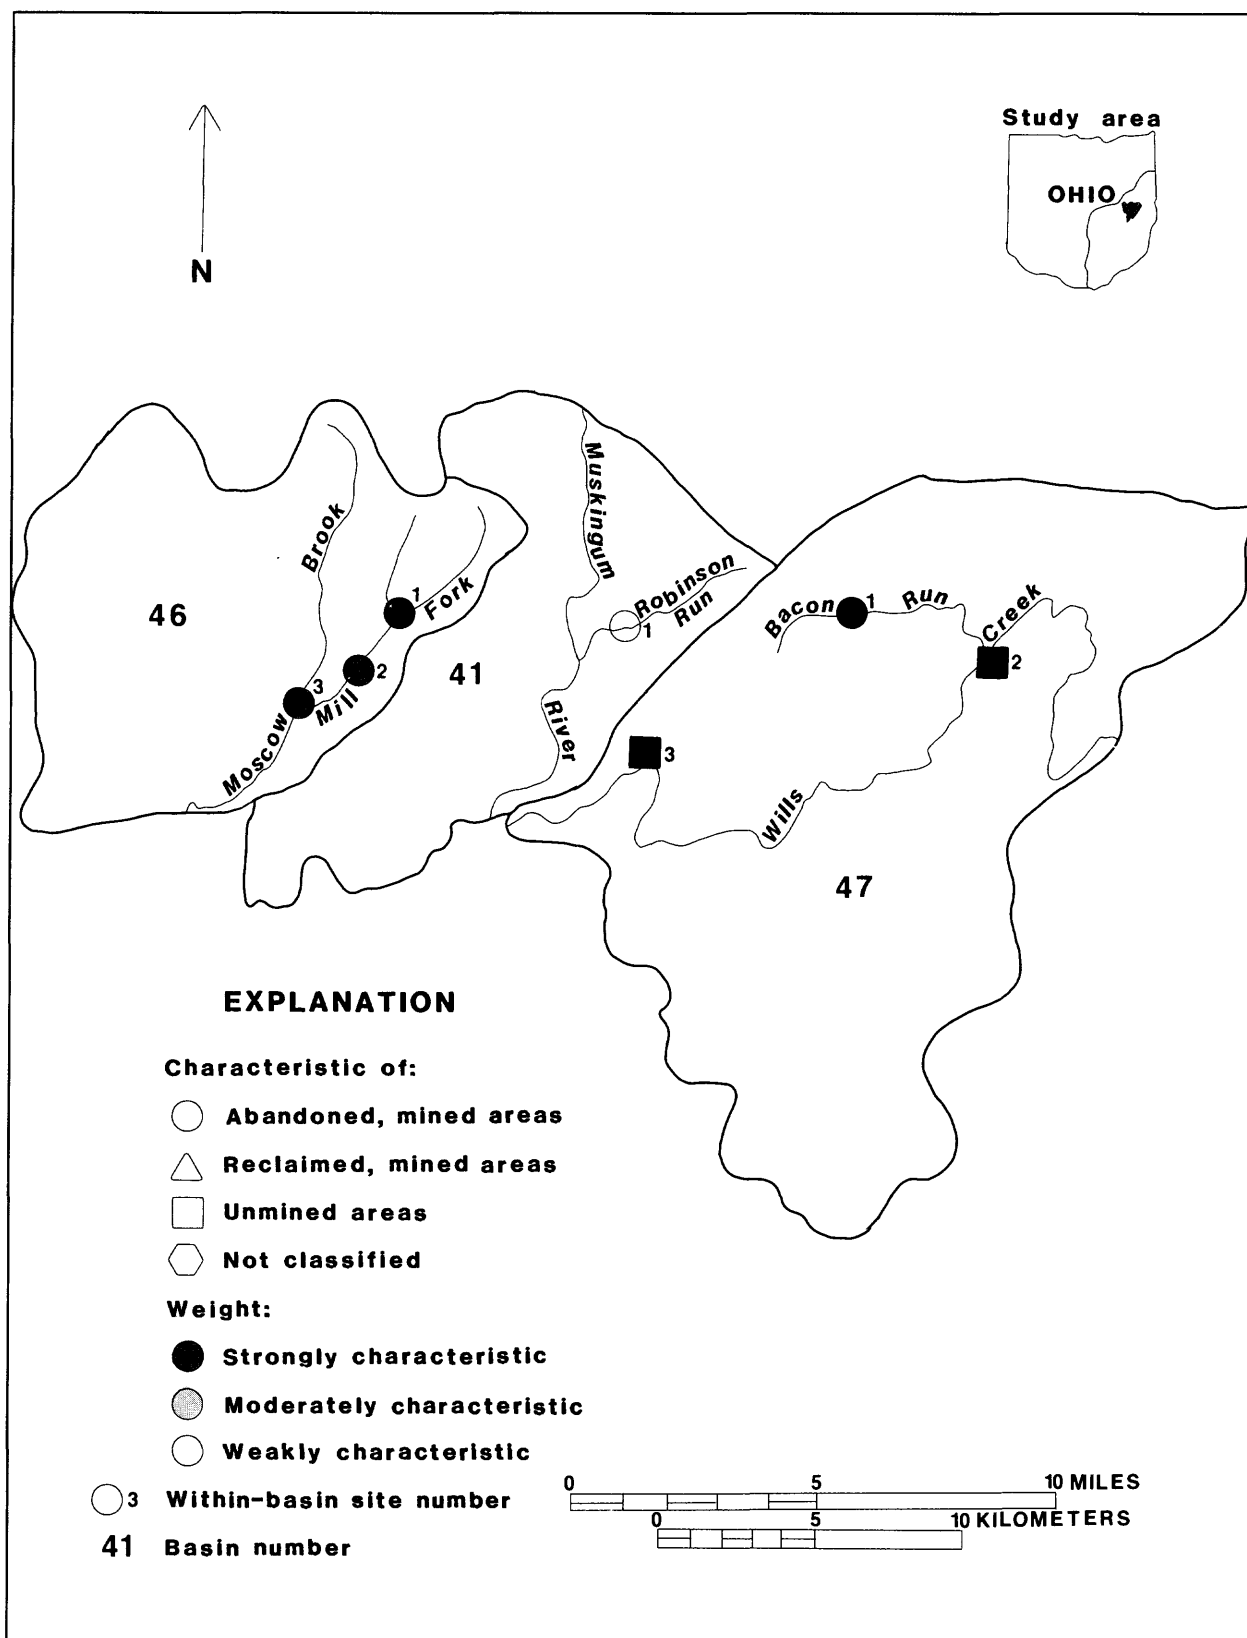 Study area
OHIO
N
Muskingum
Brook
Robinson
Run
1
Fork
1
46
Bacon
1
Run
Creek
2
41
2
3
Mill
Moscow
River
3
Wills
47
EXPLANATION
Characteristic of:
Abandoned, mined areas
Reclaimed, mined areas
Unmined areas
Not classified
Weight:
Strongly characteristic
Moderately characteristic
Weakly characteristic
3 Within-basin site number
41 Basin number
0 5 10 MILES
0 5 10 KILOMETERS